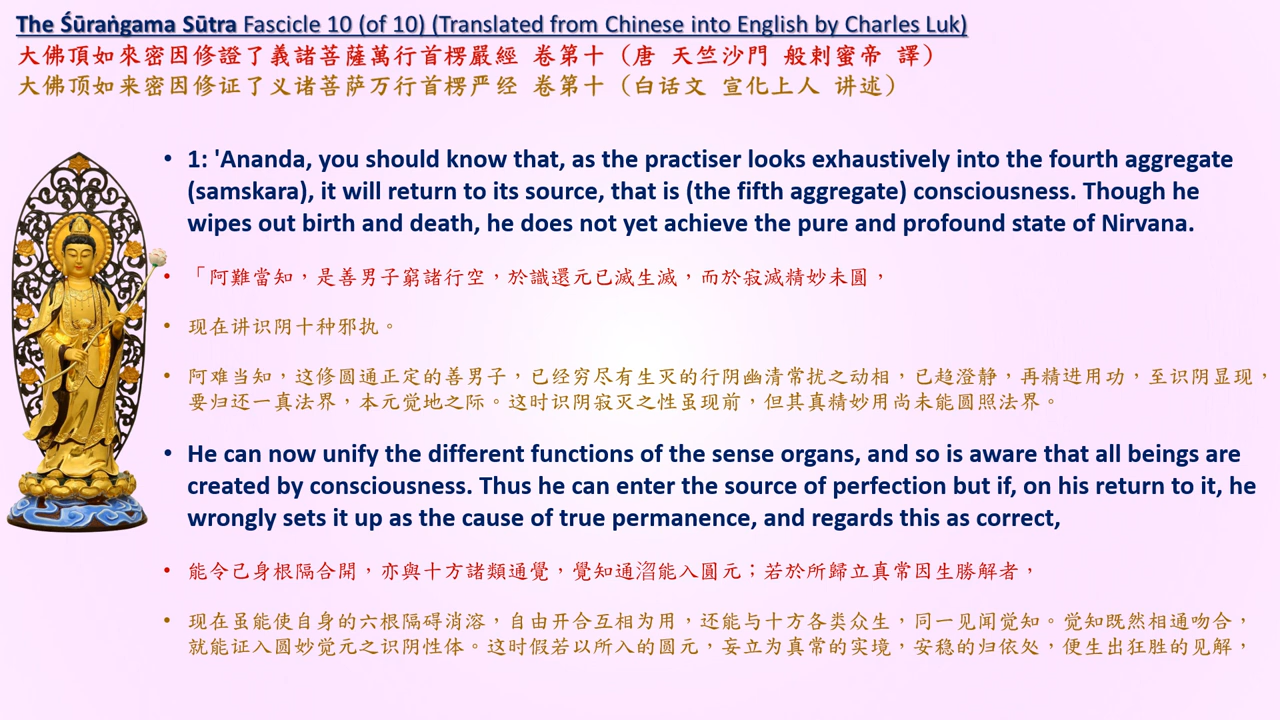 The Śūraṅgama Sūtra Fascicle 10 (of 10) (Translated from Chinese into English by Charles Luk)
大佛頂如來密因修證了義諸菩薩萬行首楞嚴經 卷第十（唐 天竺沙門 般剌蜜帝 譯）
大佛顶如来密因修证了义诸菩萨万行首楞严经 卷第十（白话文 宣化上人 讲述）
• 1: 'Ananda, you should know that, as the practiser looks exhaustively into the fourth aggregate
(samskara), it will return to its source, that is (the fifth aggregate) consciousness. Though he
wipes out birth and death, he does not yet achieve the pure and profound state of Nirvana.
• 「阿難當知，是善男子窮諸行空，於識還元已滅生滅，而於寂滅精妙未圓，
• 现在讲识阴十种邪执。
• 阿难当知，这修圆通正定的善男子，已经穷尽有生灭的行阴幽清常扰之动相，已趋澄静，再精进用功，至识阴显现，
要归还一真法界，本元觉地之际。这时识阴寂灭之性虽现前，但其真精妙用尚未能圆照法界。
• He can now unify the different functions of the sense organs, and so is aware that all beings are
created by consciousness. Thus he can enter the source of perfection but if, on his return to it, he
wrongly sets it up as the cause of true permanence, and regards this as correct,
• 能令己身根隔合開，亦與十方諸類通覺，覺知通㳷能入圓元；若於所歸立真常因生勝解者，
• 现在虽能使自身的六根隔碍消溶，自由开合互相为用，还能与十方各类众生，同一见闻觉知。觉知既然相通吻合，
就能证入圆妙觉元之识阴性体。这时假若以所入的圆元，妄立为真常的实境，安稳的归依处，便生出狂胜的见解，